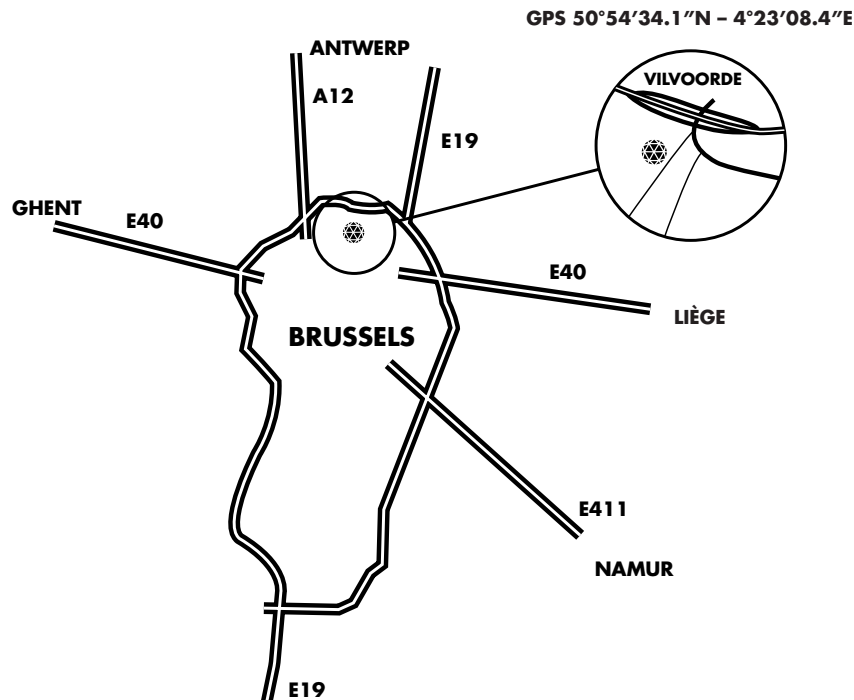 GPS 50°54′34.1″N – 4°23′08.4″E
ANTWERP
VILVOORDE
A12
E19
GHENT
E40
E40
LIÈGE
BRUSSELS
E411
NAMUR
E19